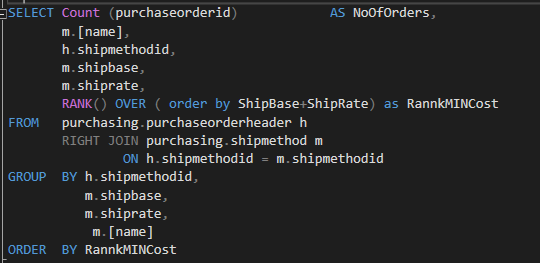 SELECT Count (purchaseorderid) AS NoOfOrders,
m.[name],
h.shipmethodid,
m.shipbase,
m.shiprate,
RANK() OVER ( order by ShipBase+ShipRate) as RannkMINCost
FROM purchasing.purchaseorderheader h
RIGHT JOIN purchasing.shipmethod m
ON h.shipmethodid = m.shipmethodid
GROUP BY h.shipmethodid,
m.shipbase,
m.shiprate,
m.[name]
ORDER BY RannkMINCost